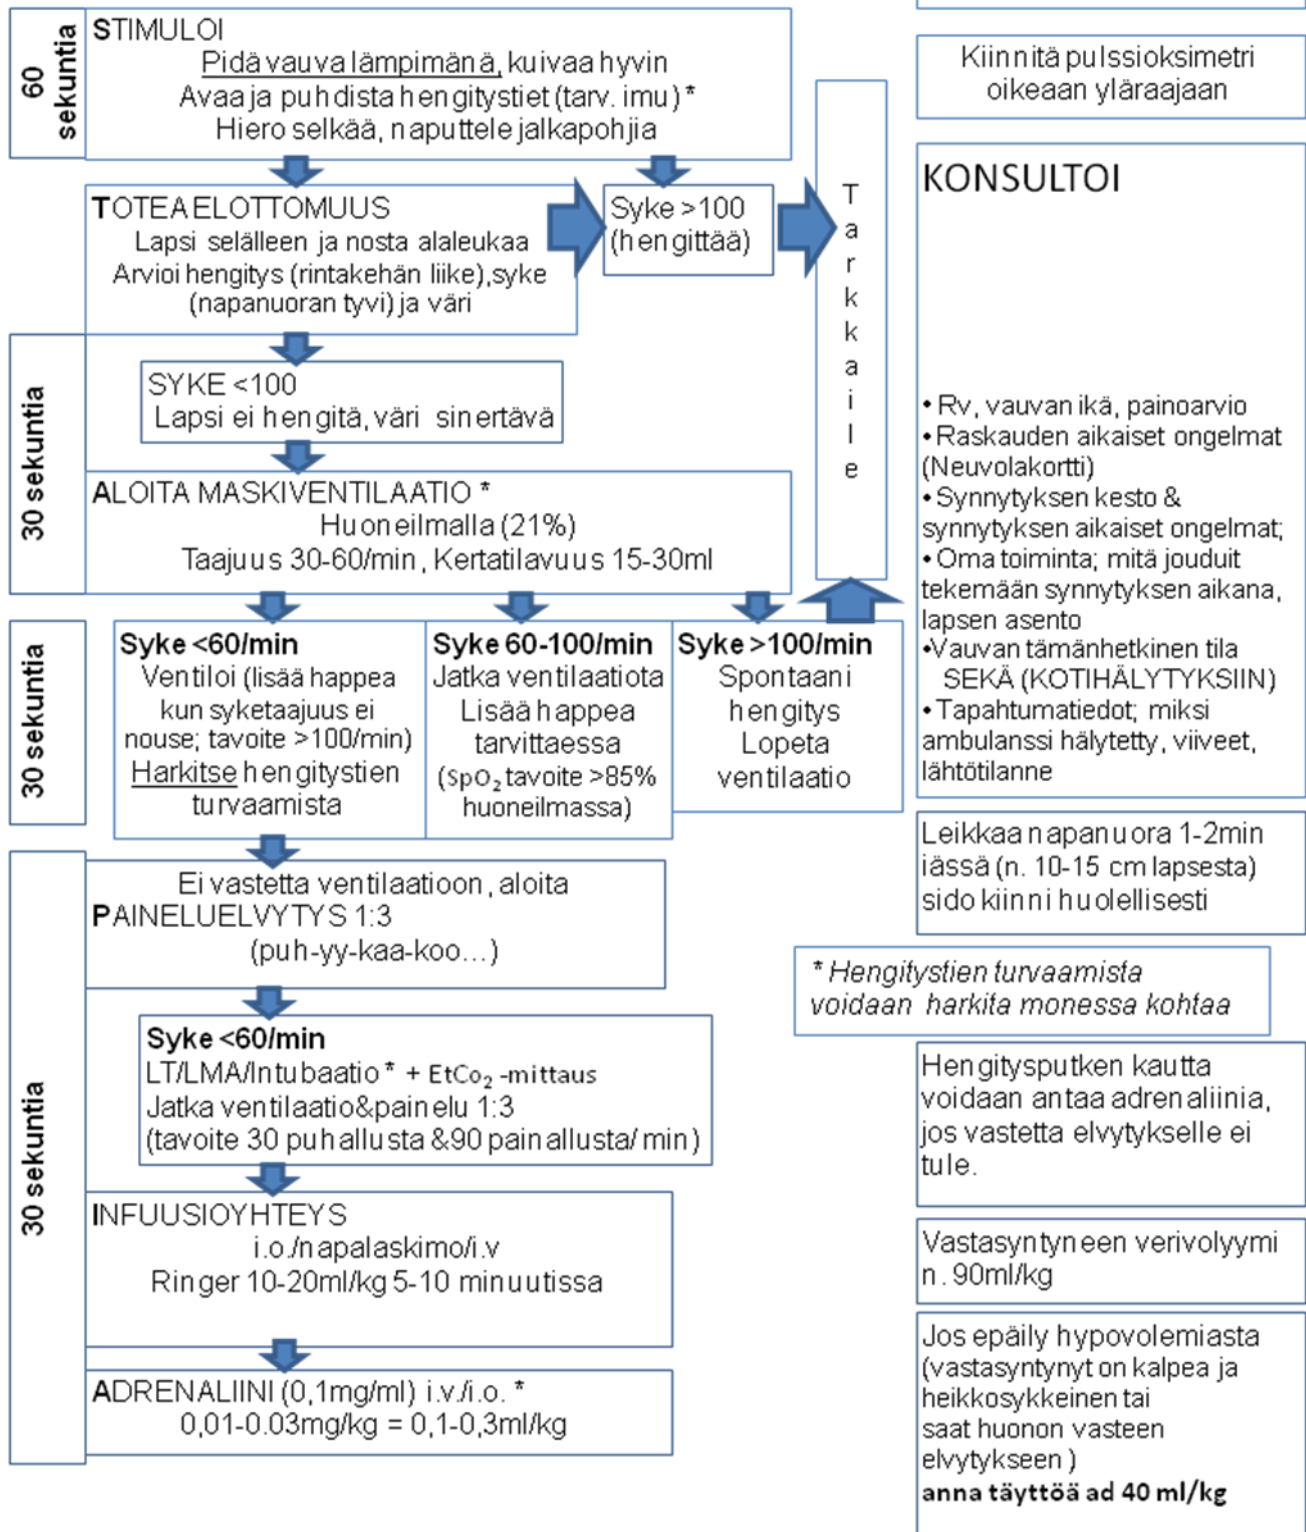 60
sekuntia
STIMULOI
Pidä vauva lämpimänä, kuivaa hyvin
Avaa ja puhdista hengitystiet (tarv. imu) *
Hiero selkää, naputtele jalkapohjia
TOTEA ELOTTOMUUS
Lapsi selälleen ja nosta alaleukaa
Arvioi hengitys (rintakehän liike),syke
(napanuoran tyvi) ja väri
Syke >100
(hengittää)
Tarkkaile
30 sekuntia
SYKE <100
Lapsi ei hengitä, väri sinertävä
ALOITA MASKIVENTILAATIO *
Huoneilmalla (21%)
Taajuus 30-60/min, Kertatilavuus 15-30ml
30 sekuntia
Syke <60/min
Ventiloi (lisää happea
kun syketaajuus ei
nouse; tavoite >100/min)
Harkitse hengitystien
turvaamista
Syke 60-100/min
Jatka ventilaatiota
Lisää happea
tarvittaessa
(SpO₂ tavoite >85%
huoneilmassa)
Syke >100/min
Spontaani
hengitys
Lopeta
ventilaatio
30 sekuntia
Ei vastetta ventilaatioon, aloita
PAINELUELVYTYS 1:3
(puh-yy-kaa-koo...)
Syke <60/min
LT/LMA/Intubaatio * + EtCo₂ -mittaus
Jatka ventilaatio&painelu 1:3
(tavoite 30 puhallusta &90 painallusta/ min)
INFUUSIOYHTEYS
i.o./napalaskimo/i.v
Ringer 10-20ml/kg 5-10 minuutissa
ADRENALIINI (0,1mg/ml) i.v./i.o. *
0,01-0.03mg/kg = 0,1-0,3ml/kg
Kiinnitä pulssioksimetri
oikeaan yläraajaan
KONSULTOI
• Rv, vauvan ikä, painoarvio
• Raskauden aikaiset ongelmat
(Neuvolakortti)
• Synnytyksen kesto &
synnytyksen aikaiset ongelmat;
• Oma toiminta; mitä jouduit
tekemään synnytyksen aikana,
lapsen asento
•Vauvan tämänhetkinen tila
SEKÄ (KOTIHÄLYTYKSIIN)
• Tapahtumatiedot; miksi
ambulanssi hälytetty, viiveet,
lähtötilanne
Leikkaa napanuora 1-2min
iässä (n. 10-15 cm lapsesta)
sido kiinni huolellisesti
* Hengitystien turvaamista
voidaan harkita monessa kohtaa
Hengitysputken kautta
voidaan antaa adrenaliinia,
jos vastetta elvytykselle ei
tule.
Vastasyntyneen verivolyymi
n. 90ml/kg
Jos epäily hypovolemiasta
(vastasyntynyt on kalpea ja
heikkosykkeinen tai
saat huonon vasteen
elvytykseen )
anna täyttöä ad 40 ml/kg